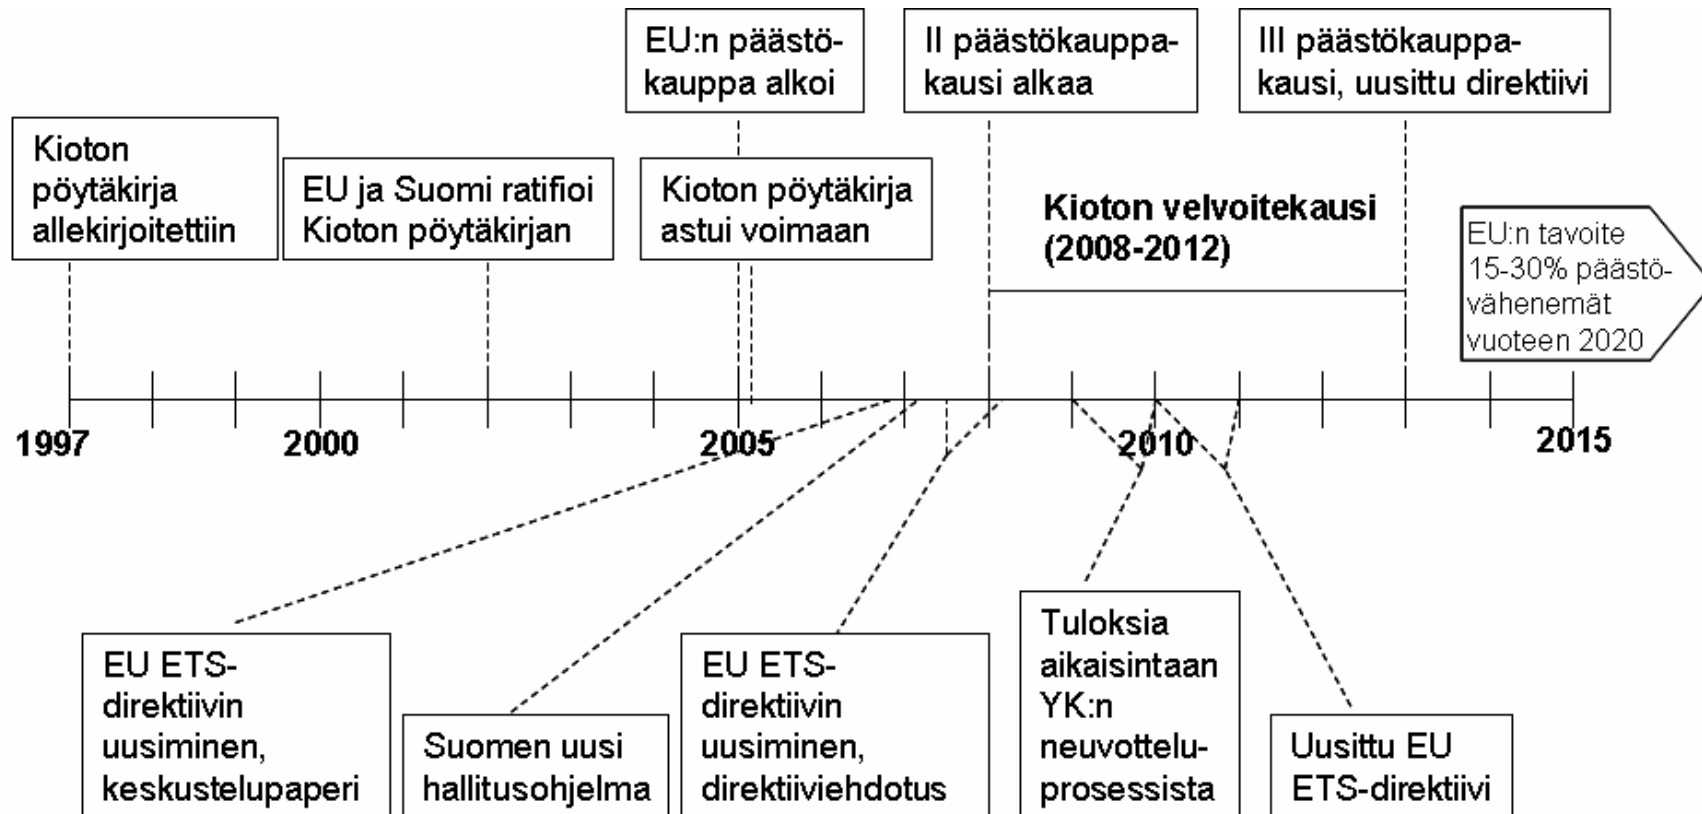 EU:n päästö-
kauppa alkoi
II päästökauppa-
kausi alkaa
III päästökauppa-
kausi, uusittu direktiivi
Kioton
pöytäkirja
allekirjoitettiin
EU ja Suomi ratifioi
Kioton pöytäkirjan
Kioton pöytäkirja
astui voimaan
Kioton velvoitekausi
(2008-2012)
EU:n tavoite
15-30% päästö-
vähenemät
vuoteen 2020
1997
2000
2005
2010
2015
EU ETS-
direktiivin
uusiminen,
keskustelupaperi
Suomen uusi
hallitusohjelma
EU ETS-
direktiivin
uusiminen,
direktiiviehdotus
Tuloksia
aikaisintaan
YK:n
neuvottelu-
prosessista
Uusittu EU
ETS-direktiivi